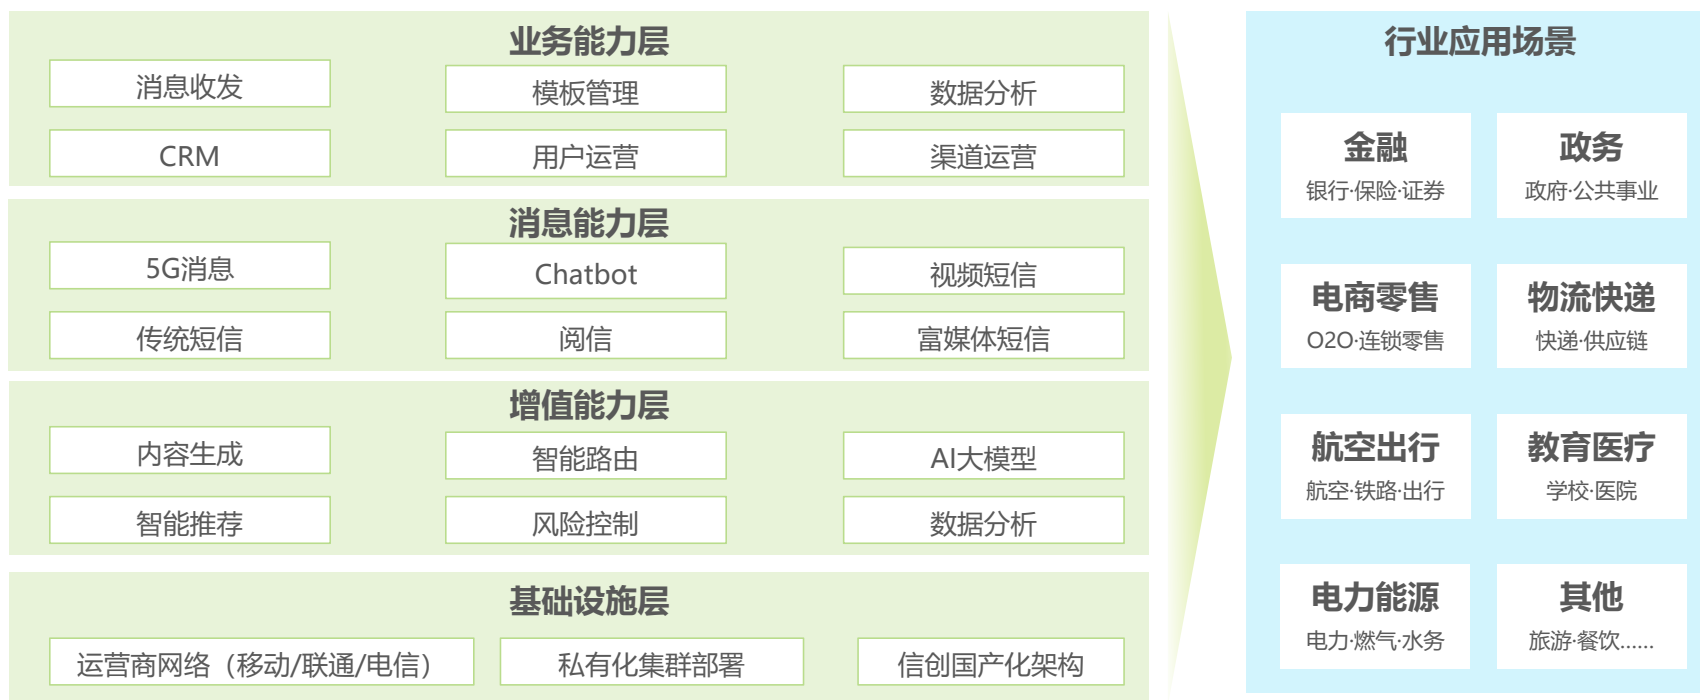 业务能力层
消息收发
模板管理
数据分析
CRM
用户运营
渠道运营
消息能力层
5G消息
Chatbot
视频短信
传统短信
阅信
富媒体短信
增值能力层
内容生成
智能路由
AI大模型
智能推荐
风险控制
数据分析
基础设施层
运营商网络（移动/联通/电信）
私有化集群部署
信创国产化架构
行业应用场景
金融
银行·保险·证券
政务
政府·公共事业
电商零售
O2O·连锁零售
物流快递
快递·供应链
航空出行
航空·铁路·出行
教育医疗
学校·医院
电力能源
电力·燃气·水务
其他
旅游·餐饮......